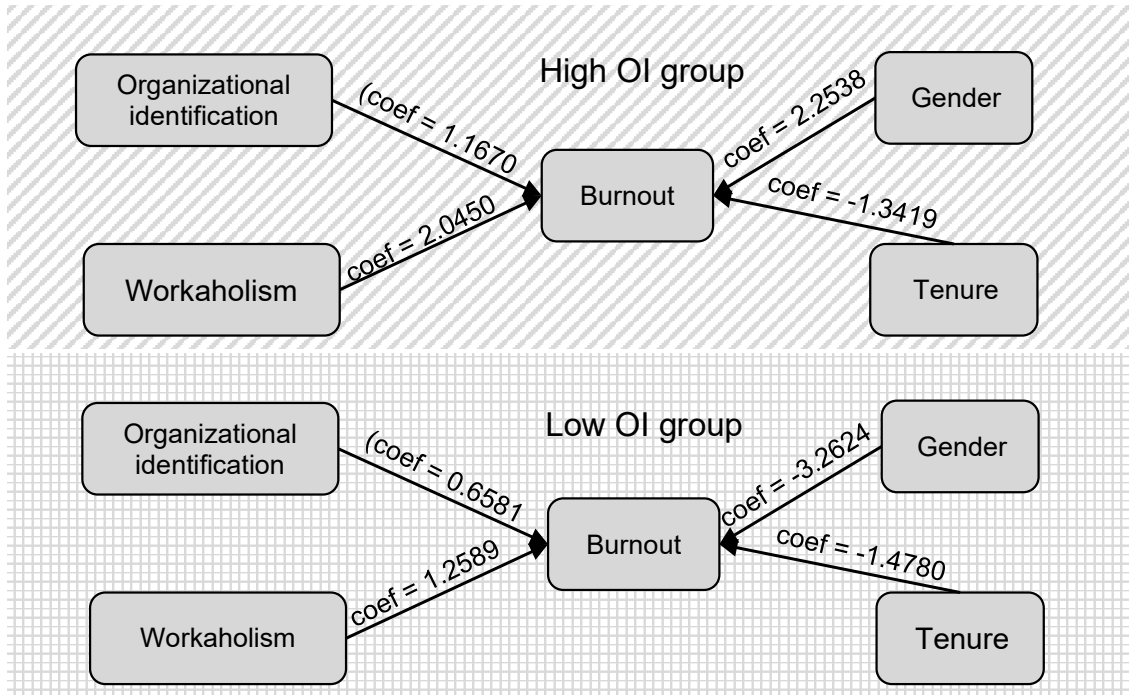 High OI group
Organizational
identification
(coef = 1.1670
Gender
coef = 2.2538
Burnout
coef = -1.3419
Workaholism
coef = 2.0450
Tenure
Low OI group
Organizational
identification
(coef = 0.6581
Gender
coef = -3.2624
Burnout
coef = -1.4780
Workaholism
coef = 1.2589
Tenure